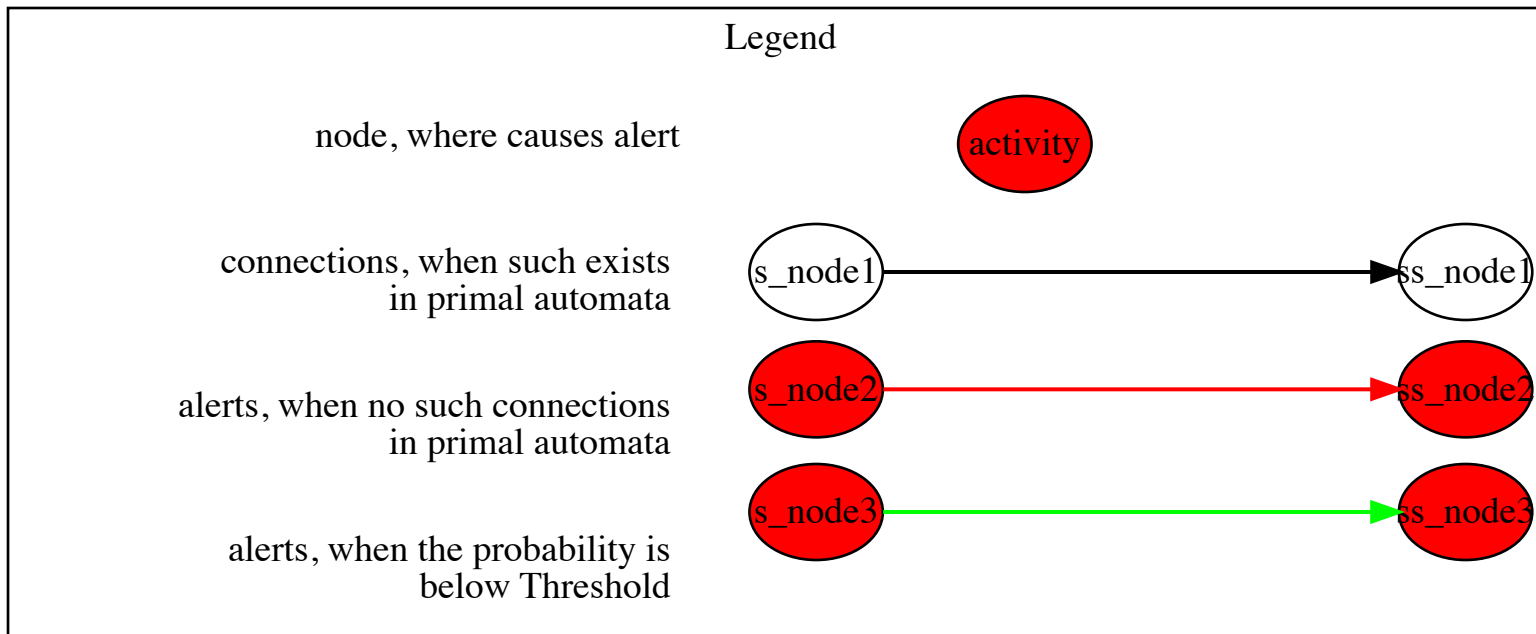 Legend
node, where causes alert
activity
connections, when such exists
in primal automata
s_node1
ss_node1
alerts, when no such connections
in primal automata
s_node2
ss_node2
alerts, when the probability is
below Threshold
s_node3
ss_node3